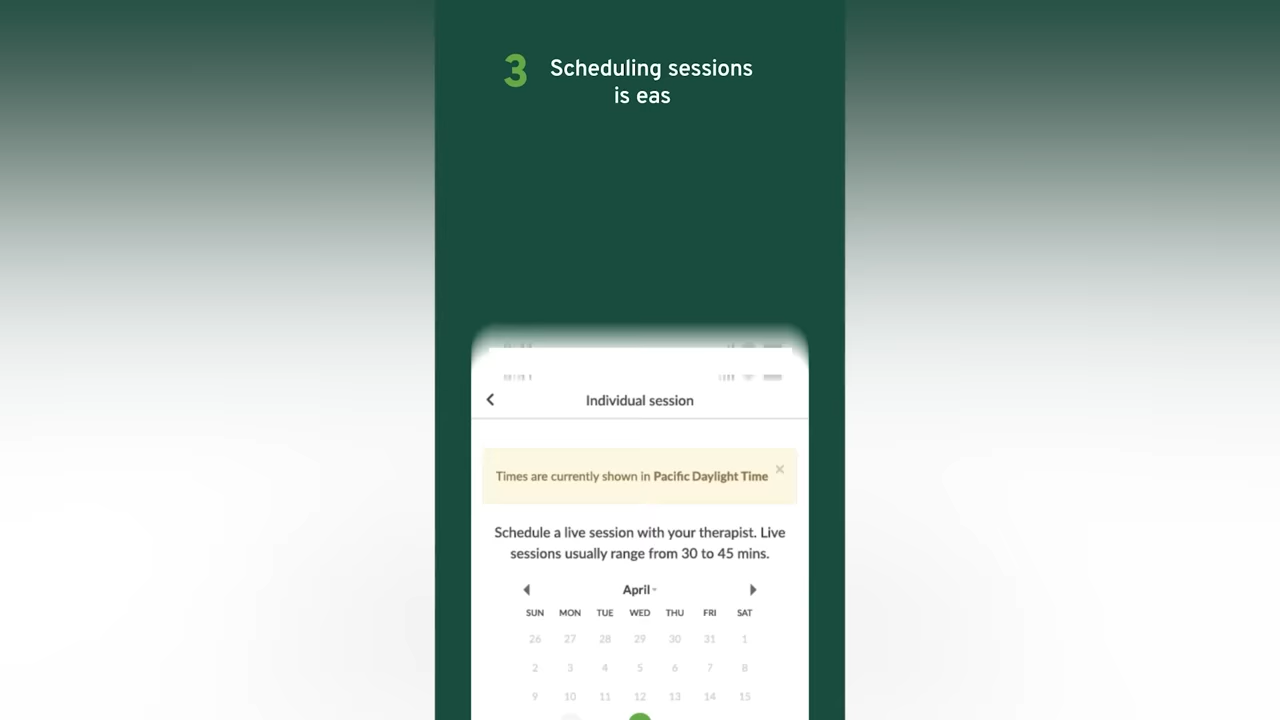 3 Scheduling sessions
is eas
Individual session
Times are currently shown in Pacific Daylight Time ×
Schedule a live session with your therapist. Live
sessions usually range from 30 to 45 mins.
April
SUN MON TUE WED THU FRI SAT
26 27 28 29 30 31 1
2 3 4 5 6 7 8
9 10 11 12 13 14 15